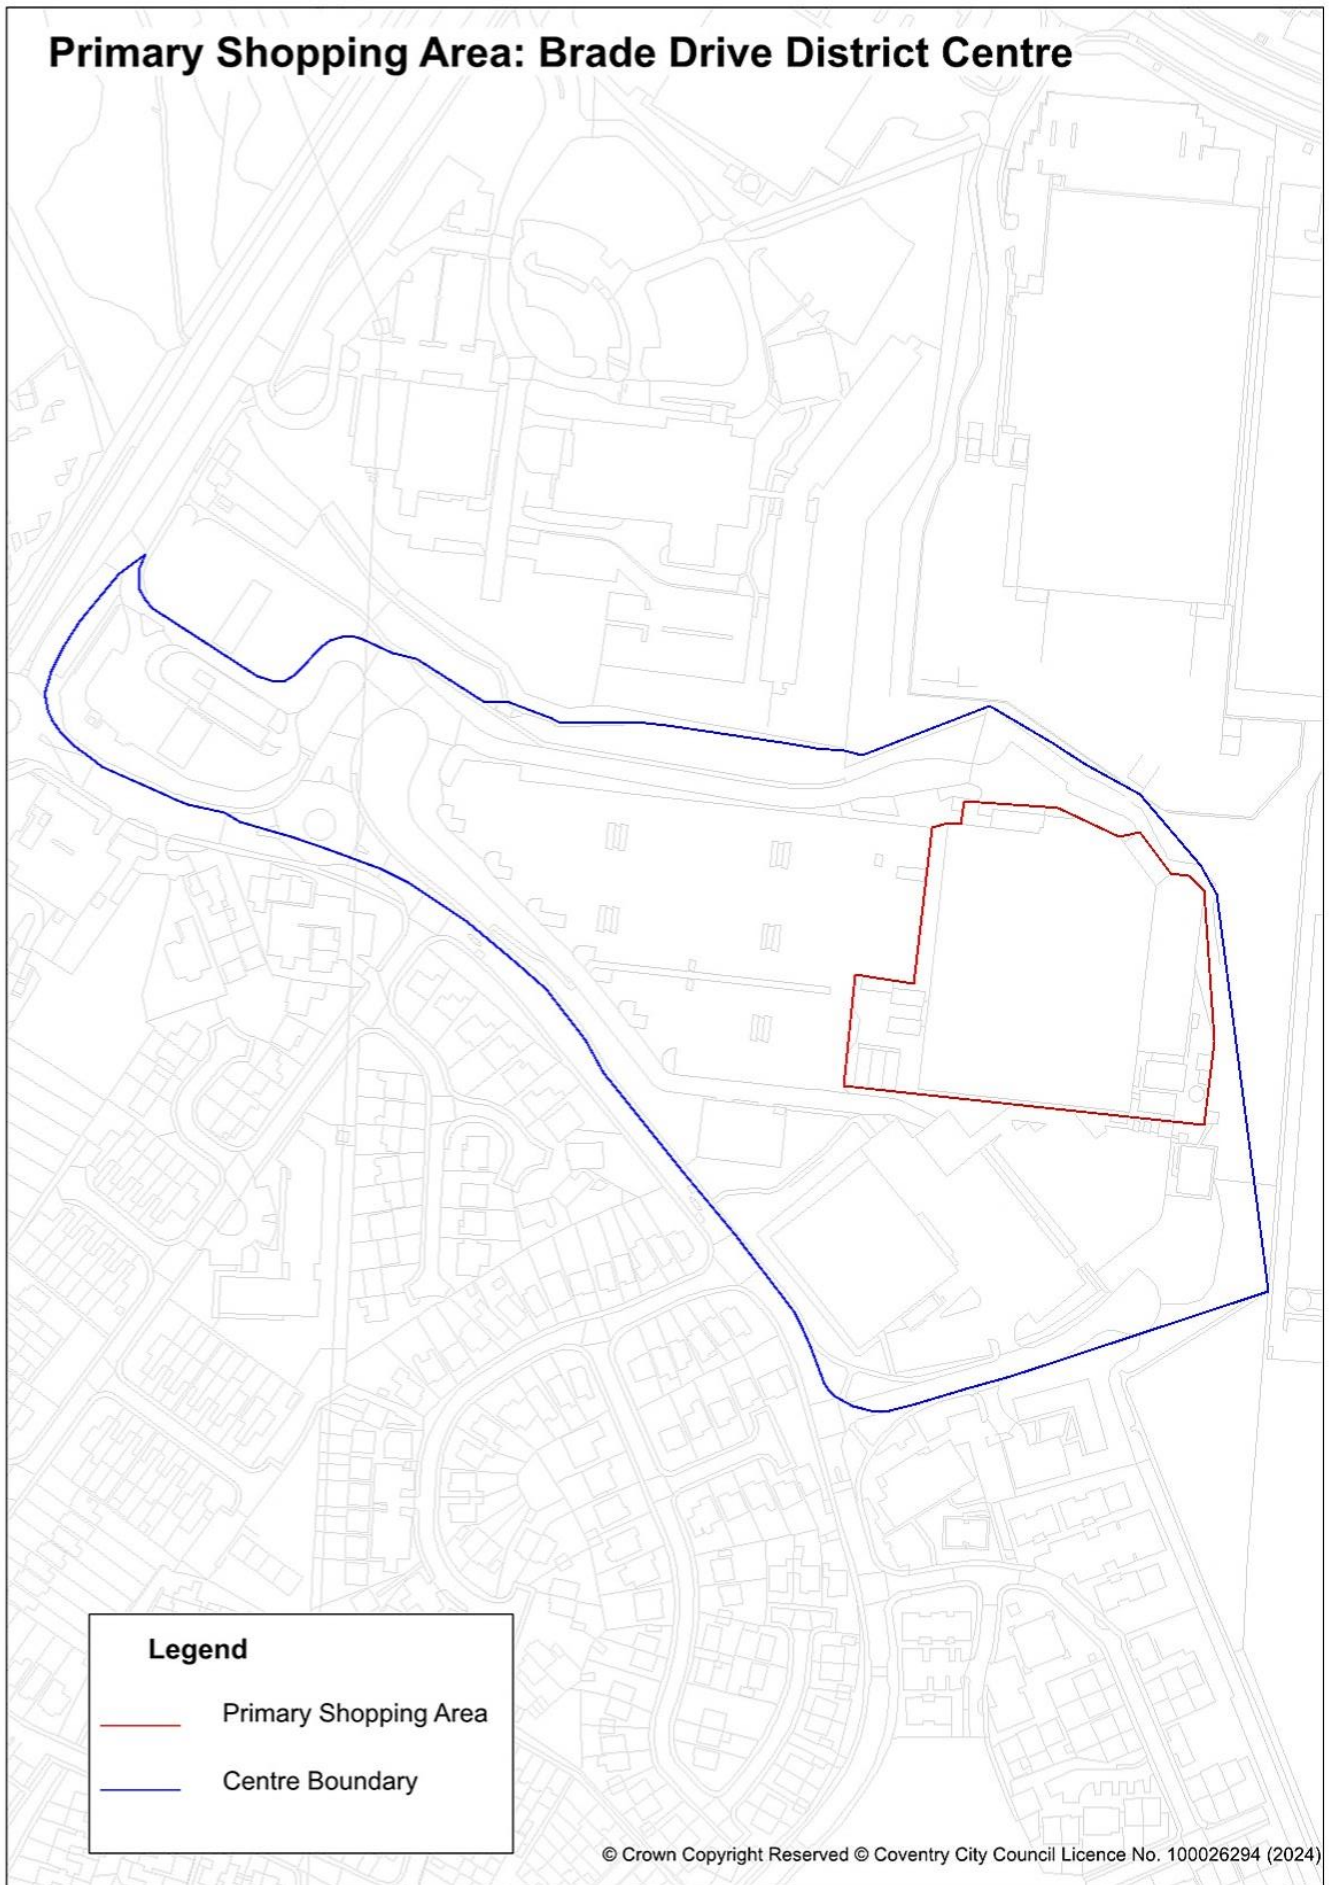 Primary Shopping Area: Brade Drive District Centre
Legend
Primary Shopping Area
Centre Boundary
© Crown Copyright Reserved © Coventry City Council Licence No. 100026294 (2024)